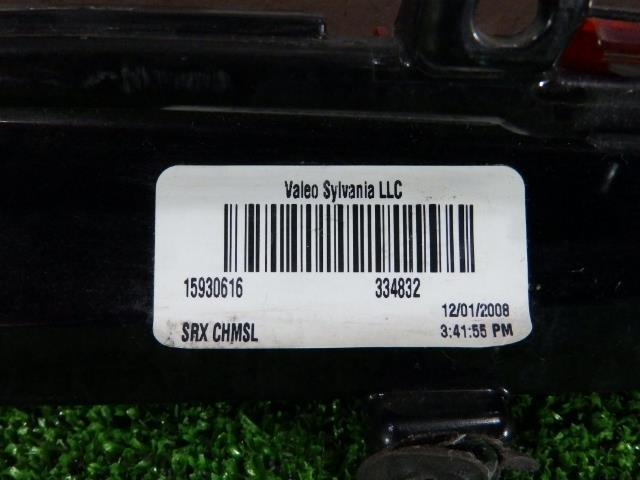 Valeo Sylvania LLC
15930616 334832
12/01/2008
SRX CHMSL 3:41:55 PM